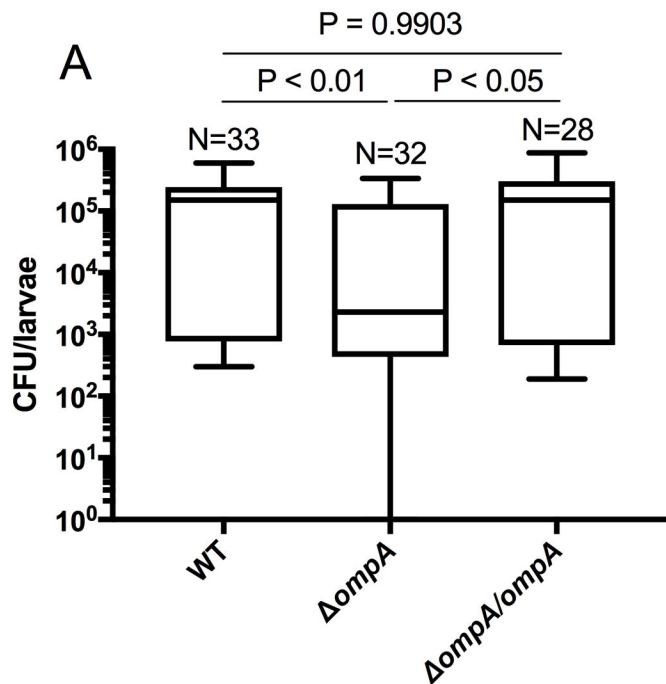 P = 0.9903
A
P < 0.01 P < 0.05
N=33 N=32 N=28
CFU/larvae
10⁶
10⁵
10⁴
10³
10²
10¹
10⁰
WT
ΔompA
ΔompA/ompA